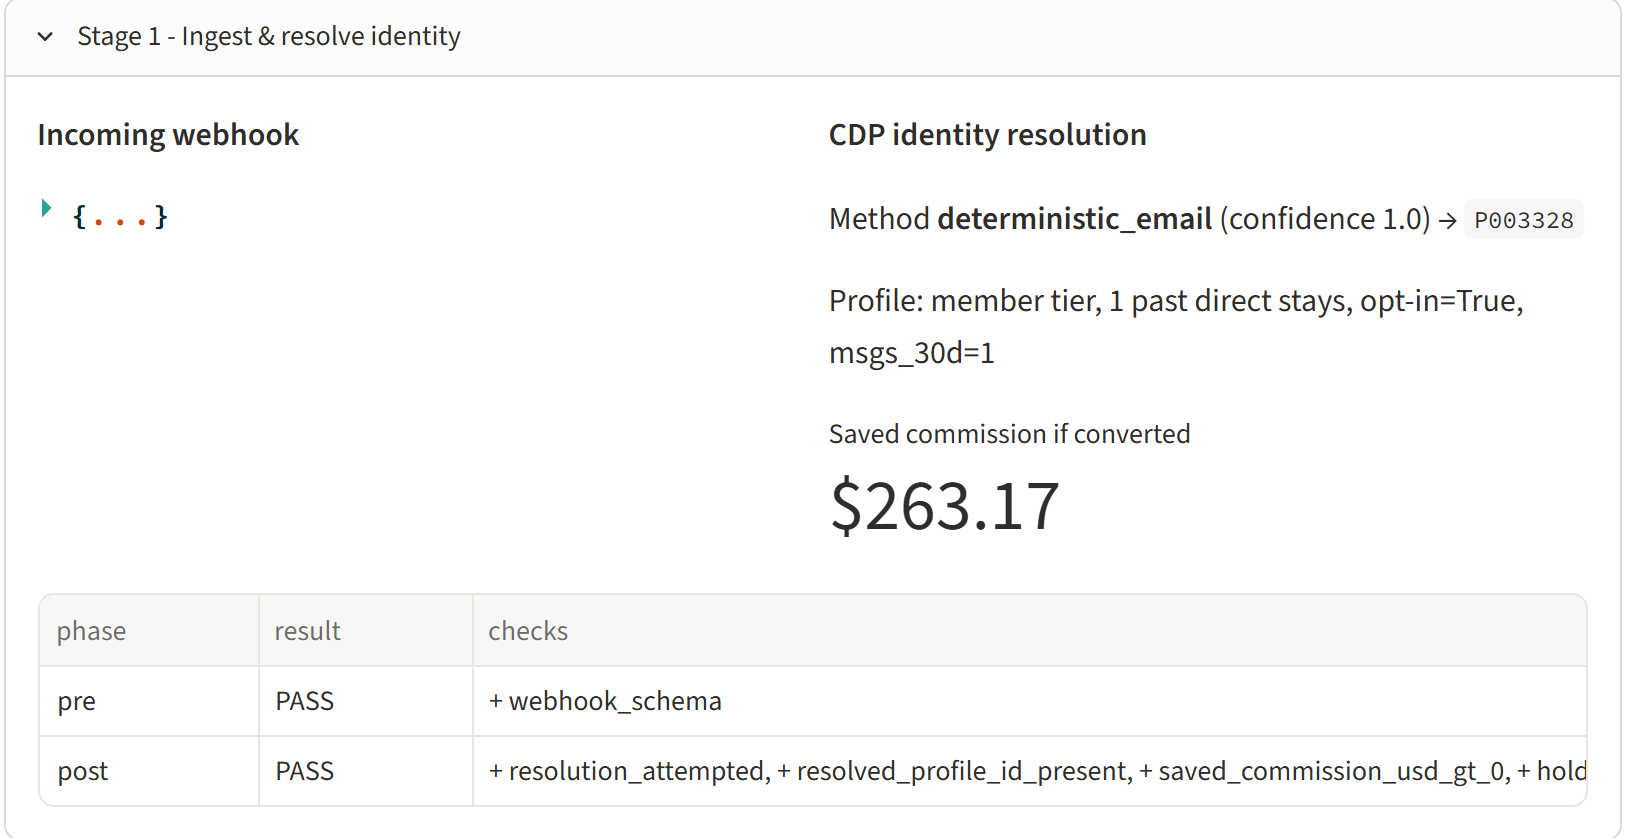 Stage 1 - Ingest & resolve identity
Incoming webhook
{...}
CDP identity resolution
Method deterministic_email (confidence 1.0) → P003328
Profile: member tier, 1 past direct stays, opt-in=True,
msgs_30d=1
Saved commission if converted
$263.17
phase result checks
pre PASS + webhook_schema
post PASS + resolution_attempted, + resolved_profile_id_present, + saved_commission_usd_gt_0, + hold